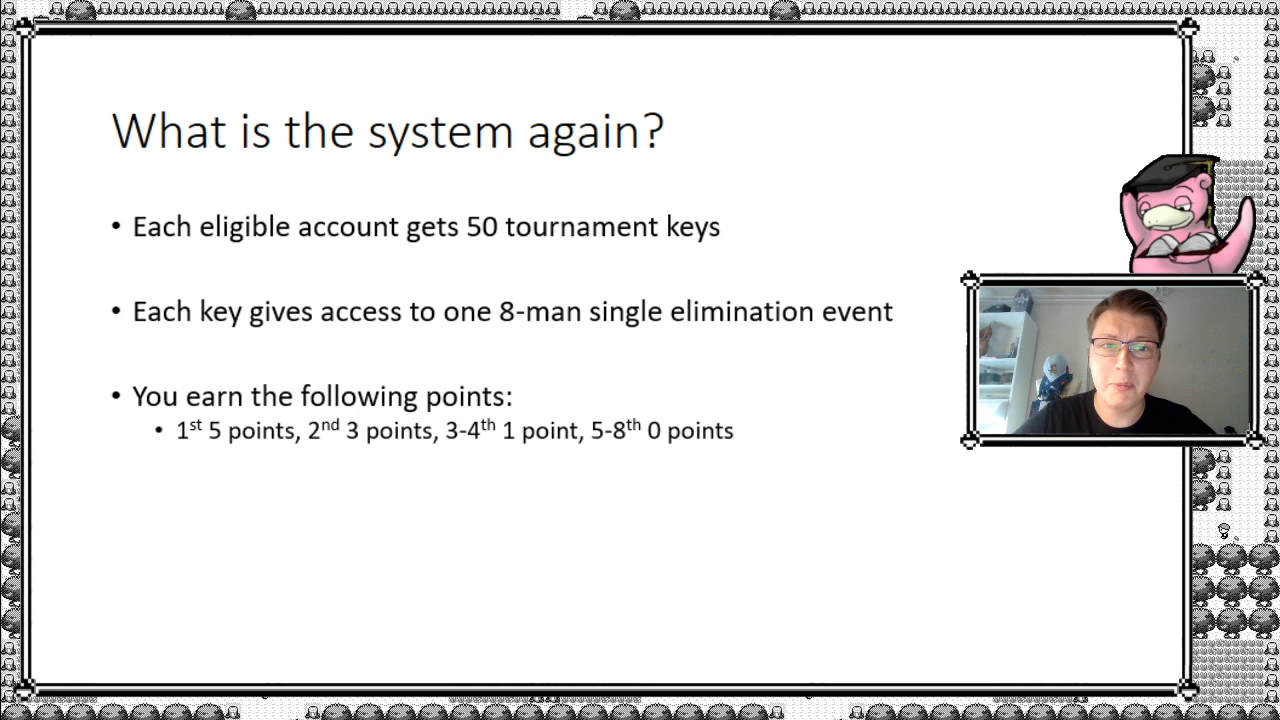 What is the system again?
• Each eligible account gets 50 tournament keys
• Each key gives access to one 8-man single elimination event
• You earn the following points:
• 1st 5 points, 2nd 3 points, 3-4th 1 point, 5-8th 0 points